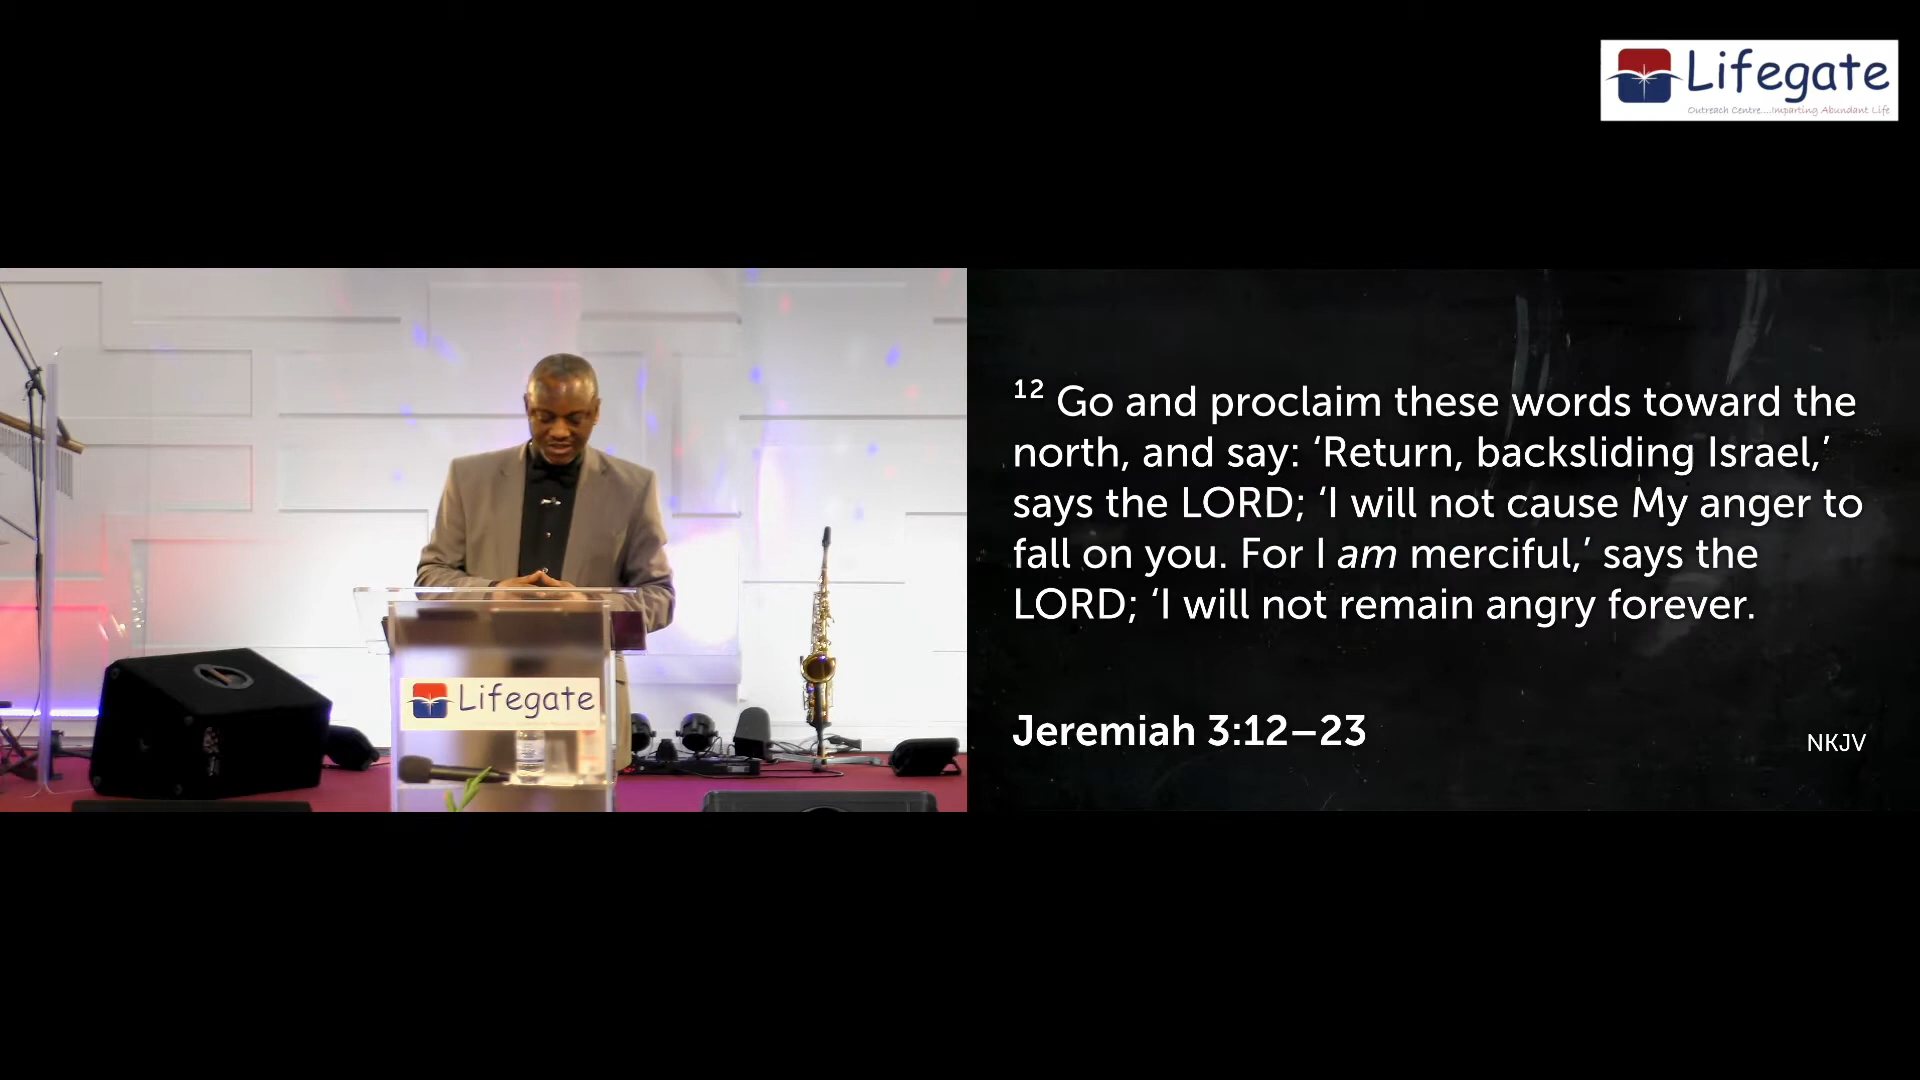 Lifegate
Outreach Centre....Imparting Abundant Life
12 Go and proclaim these words toward the
north, and say: ‘Return, backsliding Israel,’
says the LORD; ‘I will not cause My anger to
fall on you. For I am merciful,’ says the
LORD; ‘I will not remain angry forever.
Jeremiah 3:12–23
NKJV
Lifegate